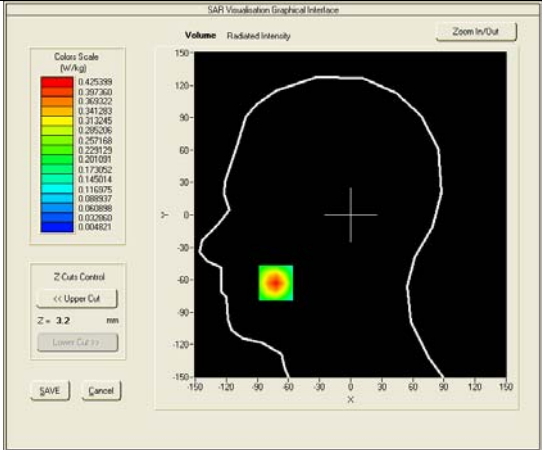 SAR Visualisation Graphical Interface
Volume Radiated Intensity
Zoom In/Out
Colors Scale
(W/kg)
0.425399
0.397360
0.369322
0.341283
0.313245
0.285206
0.257168
0.229129
0.201091
0.173052
0.145014
0.116975
0.088937
0.060898
0.032860
0.004821
Z Cuts Control
<< Upper Cut
Z = 3.2 mm
Lower Cut >>
SAVE Cancel
150
120
90
60
30
0
-30
-60
-90
-120
-150
Y
-150 -120 -90 -60 -30 0 30 60 90 120 150
X